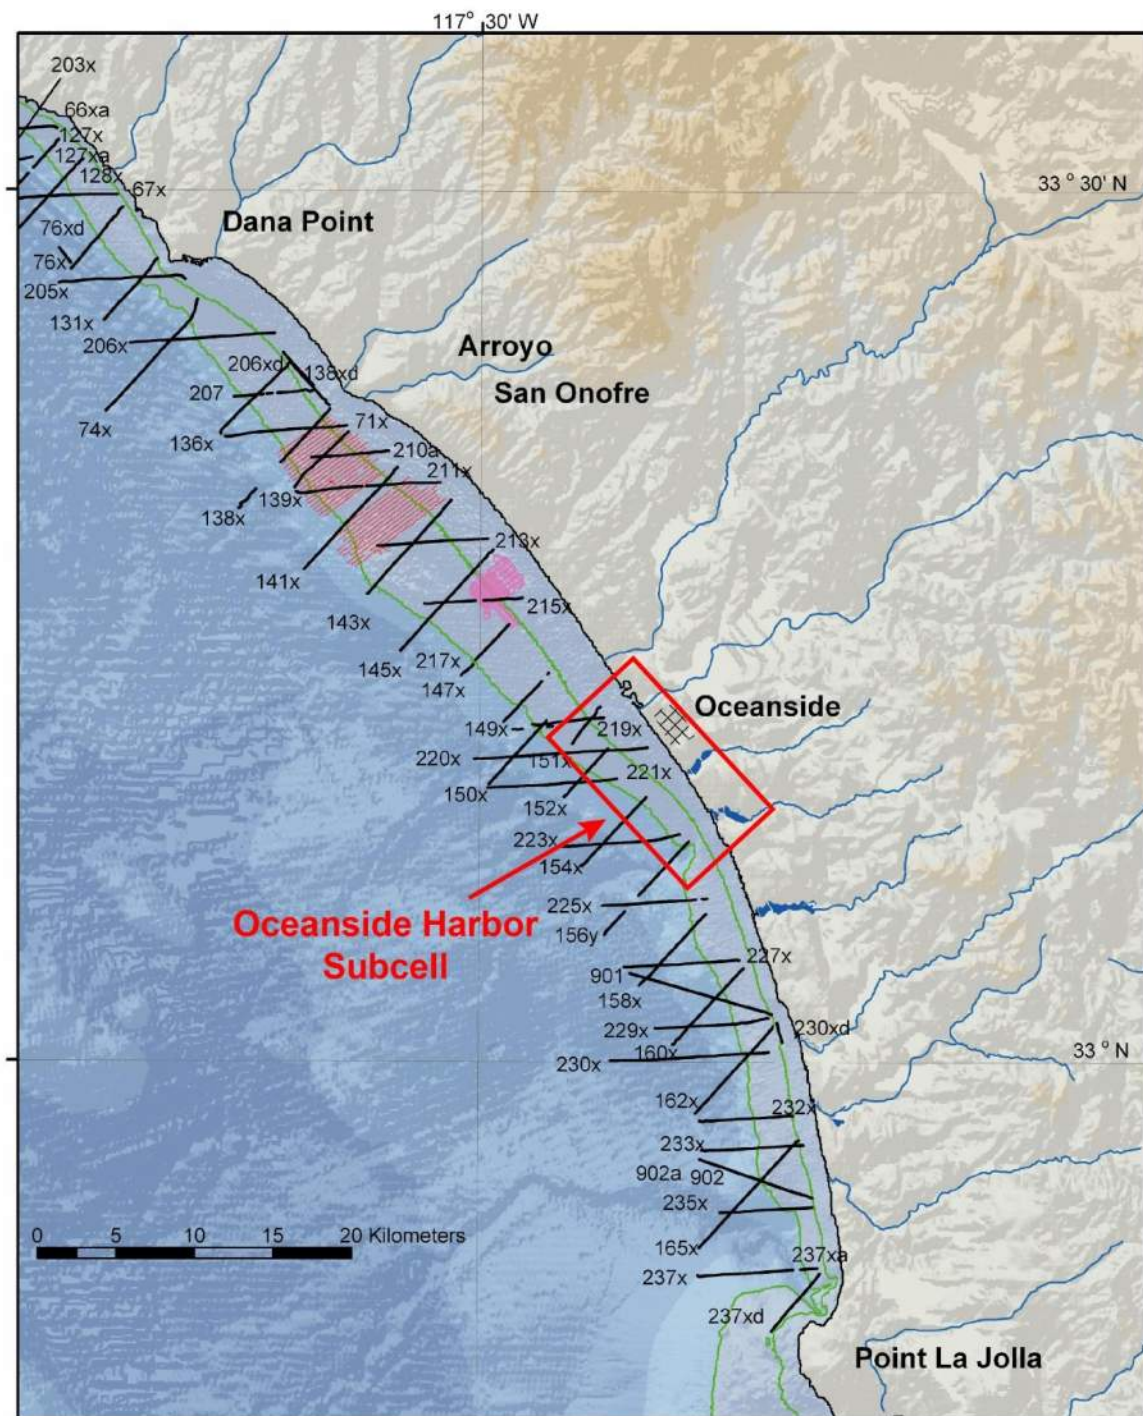 117° 30' W
203x
66xa
127x
127xa
128x
67x
33 ° 30' N
Dana Point
76xd
76x
205x
131x
206x
Arroyo
206xd
138xd
San Onofre
207
74x
136x
71x
210a
211x
139x
138x
213x
141x
215x
143x
217x
145x
147x
Oceanside
149x
219x
220x
151x
221x
150x
152x
223x
154x
225x
Oceanside Harbor
Subcell
156y
227x
901
158x
229x
230xd
160x
33 ° N
230x
162x
232x
233x
902a
902
235x
0 5 10 15 20 Kilometers
165x
237xa
237x
237xd
Point La Jolla